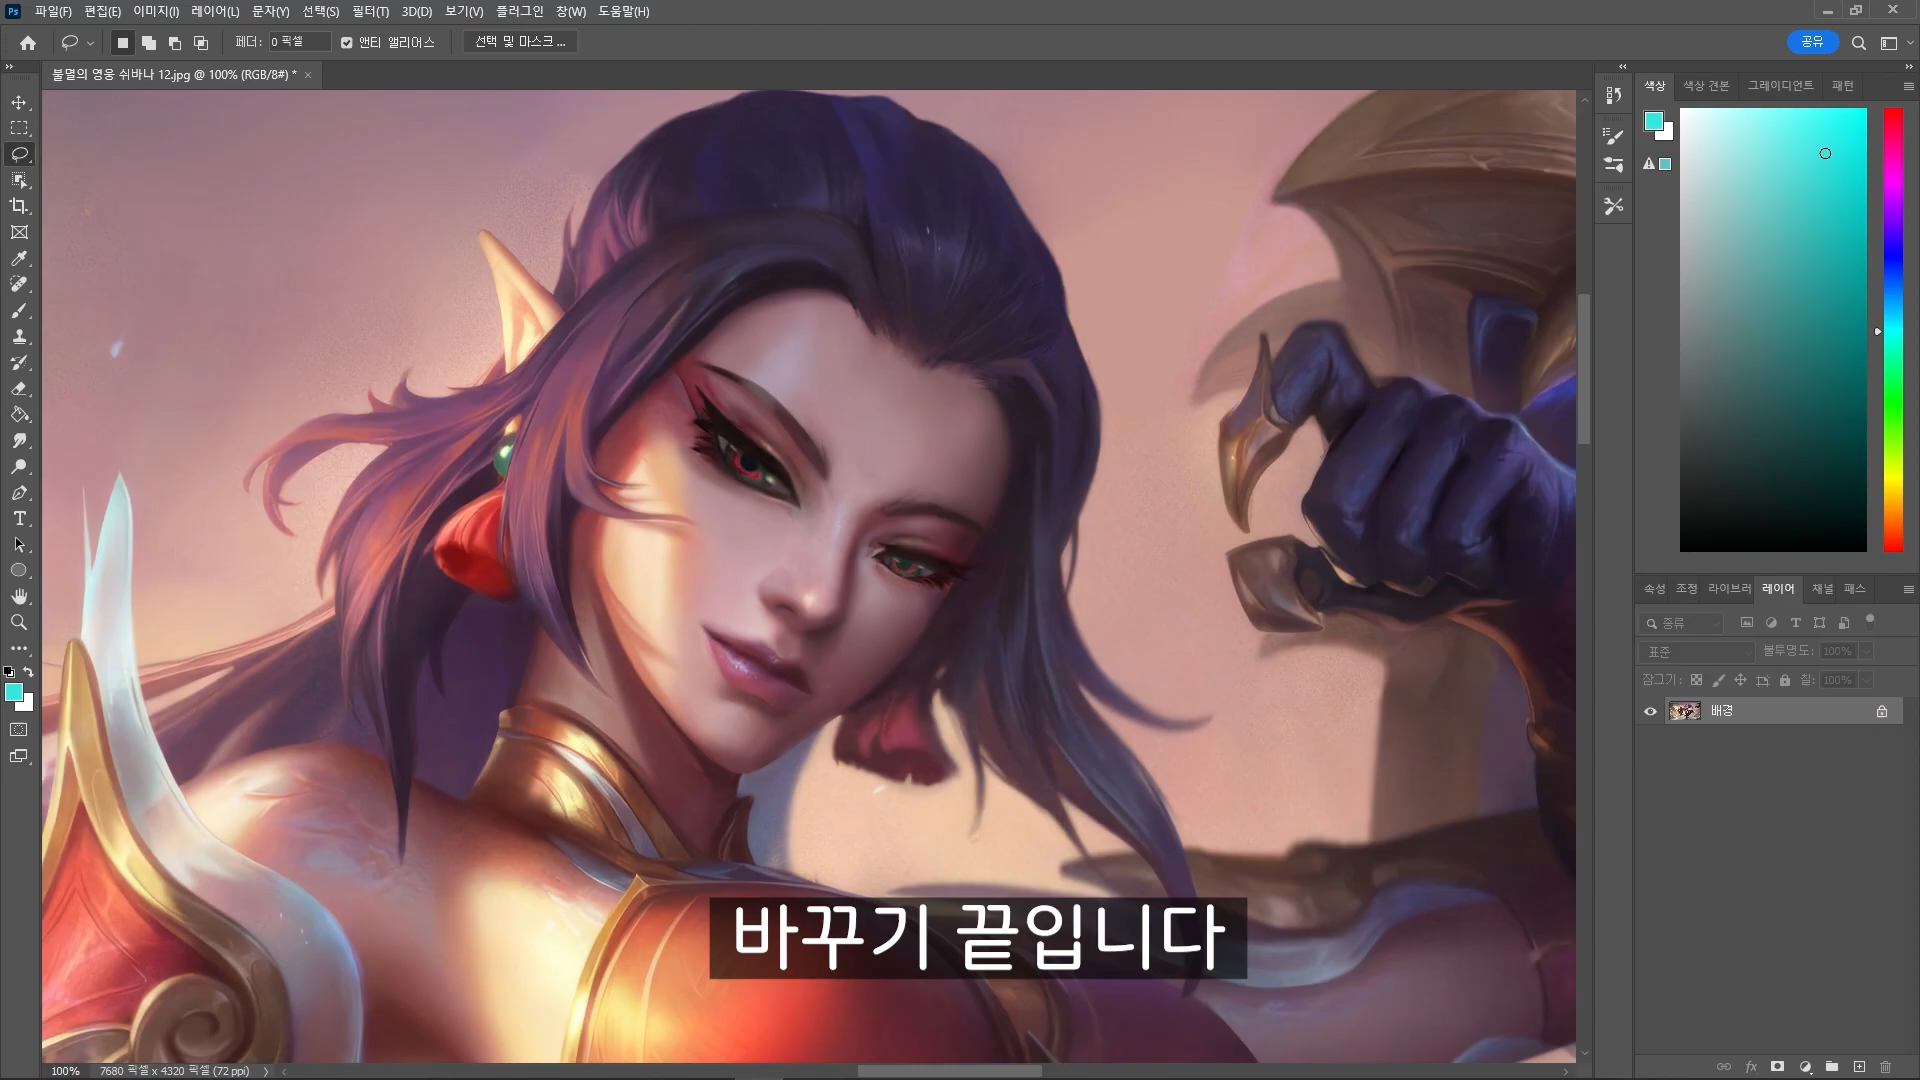 Ps 파일(F) 편집(E) 이미지(I) 레이어(L) 문자(Y) 선택(S) 필터(T) 3D(D) 보기(V) 플러그인 창(W) 도움말(H)
페더: 0 픽셀 앤티 앨리어스 선택 및 마스크 ... 공유
불멸의 영웅 쉬바나 12.jpg @ 100% (RGB/8#) * ×
색상 색상 견본 그레이디언트 패턴
속성 조정 라이브러 레이어 채널 패스
종류
표준 불투명도: 100%
잠그기: 칠: 100%
배경
바꾸기 끝입니다
100% 7680 픽셀 x 4320 픽셀 (72 ppi)